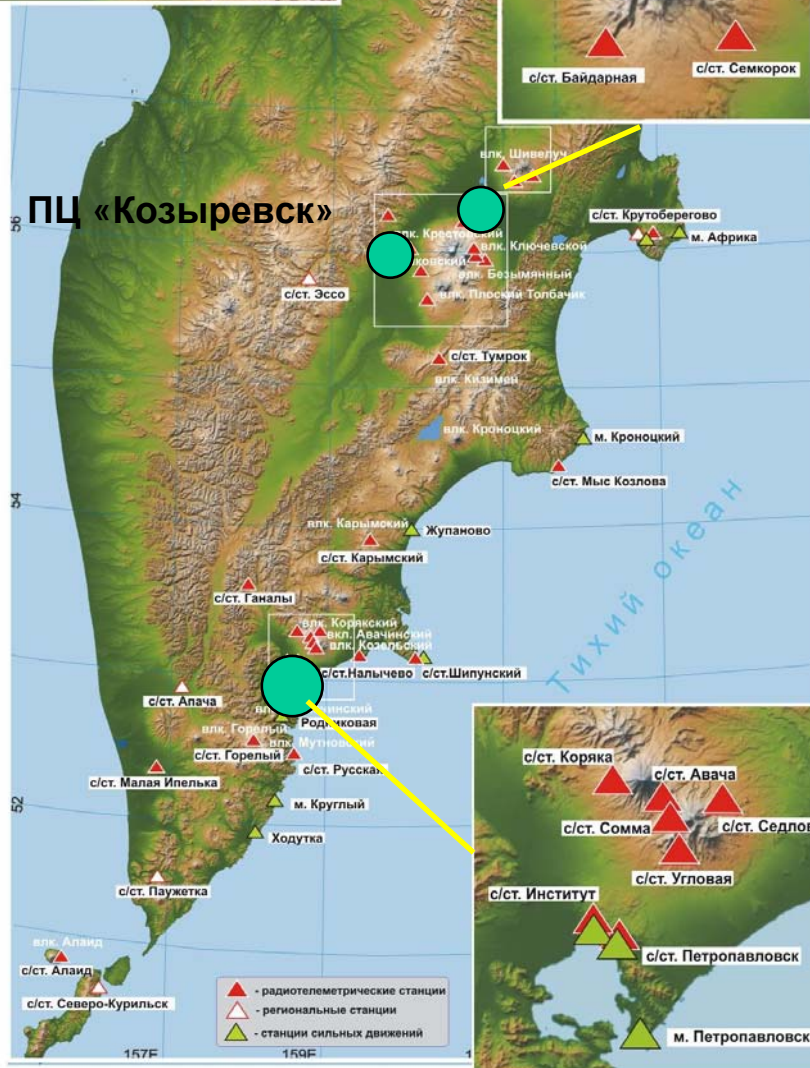 с/ст. Байдарная
с/ст. Семкорок
влк. Шивелуч
ПЦ «Козыревск»
56
с/ст. Крутоберегово
м. Африка
влк. Крестовский
влк. Ключевской
влк. Безымянный
с/ст. Эссо
влк. Плоский Толбачик
с/ст. Тумрок
влк. Кизимен
влк. Кроноцкий
м. Кроноцкий
с/ст. Мыс Козлова
54
Тихий океан
влк. Карымский
Жупаново
с/ст. Карымский
с/ст. Ганалы
влк. Корякский
вкл. Авачинский
влк. Козельский
с/ст.Налычево
с/ст.Шипунский
с/ст. Апача
Родниковая
влк. Горелый
влк. Мутновский
с/ст. Горелый
с/ст. Русская
с/ст. Малая Ипелька
52
м. Круглый
Ходутка
с/ст. Паужетка
влк. Алаид
с/ст. Алаид
с/ст. Северо-Курильск
- радиотелеметрические станции
- региональные станции
- станции сильных движений
157E
159E
с/ст. Коряка
с/ст. Авача
с/ст. Сомма
с/ст. Седлов
с/ст. Угловая
с/ст. Институт
с/ст. Петропавловск
м. Петропавловск